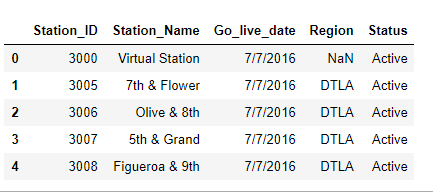 Station_ID Station_Name Go_live_date Region Status
0 3000 Virtual Station 7/7/2016 NaN Active
1 3005 7th & Flower 7/7/2016 DTLA Active
2 3006 Olive & 8th 7/7/2016 DTLA Active
3 3007 5th & Grand 7/7/2016 DTLA Active
4 3008 Figueroa & 9th 7/7/2016 DTLA Active